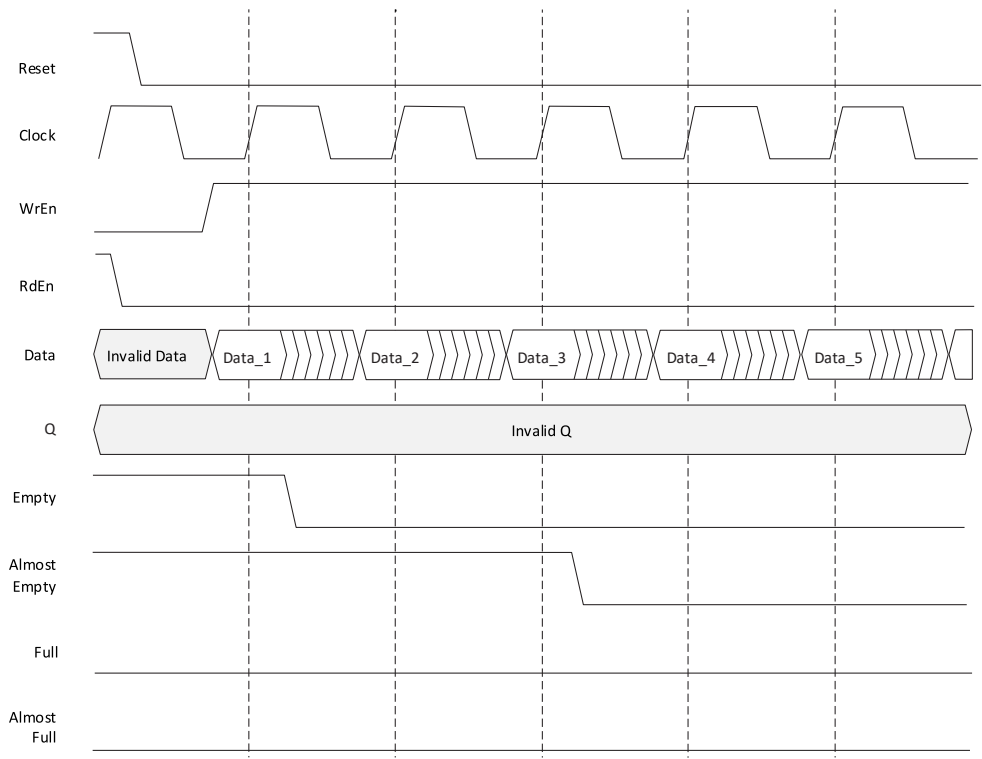 Reset
Clock
WrEn
RdEn
Data
Invalid Data
Data_1
Data_2
Data_3
Data_4
Data_5
Q
Invalid Q
Empty
Almost
Empty
Full
Almost
Full